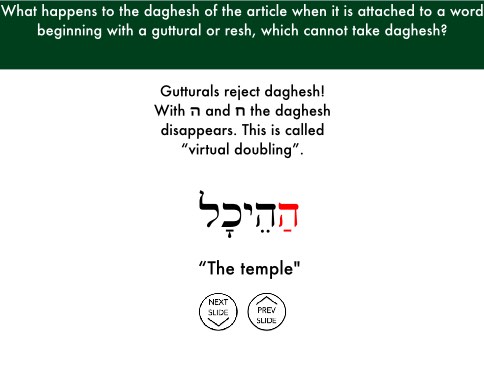 What happens to the daghesh of the article when it is attached to a word
beginning with a guttural or resh, which cannot take daghesh?
Gutturals reject daghesh!
With ה and ח the daghesh
disappears. This is called
“virtual doubling”.
הַהֵיכָל
“The temple"
NEXT
SLIDE
PREV
SLIDE